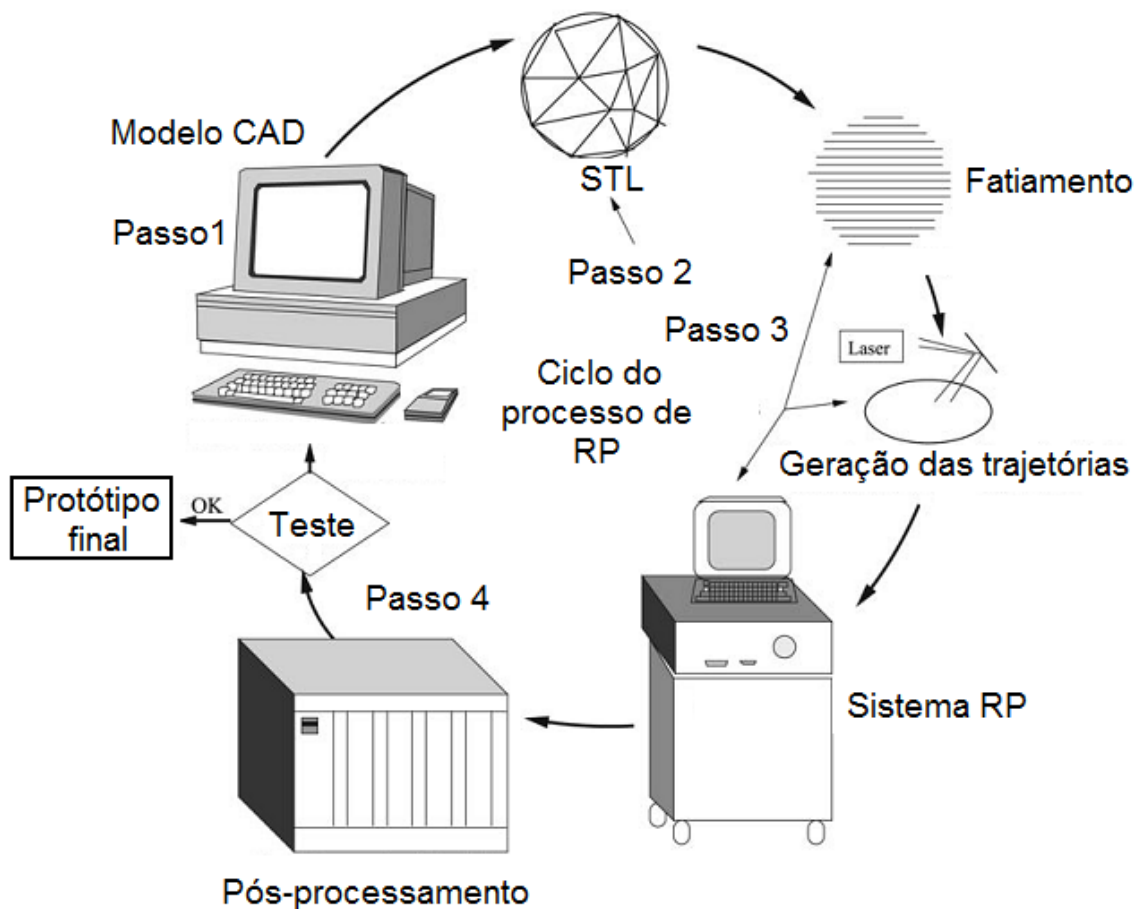 Modelo CAD
Passo1
STL
Passo 2
Fatiamento
Passo 3
Laser
Geração das trajetórias
Ciclo do
processo de
RP
Sistema RP
Passo 4
Pós-processamento
Teste
OK
Protótipo
final